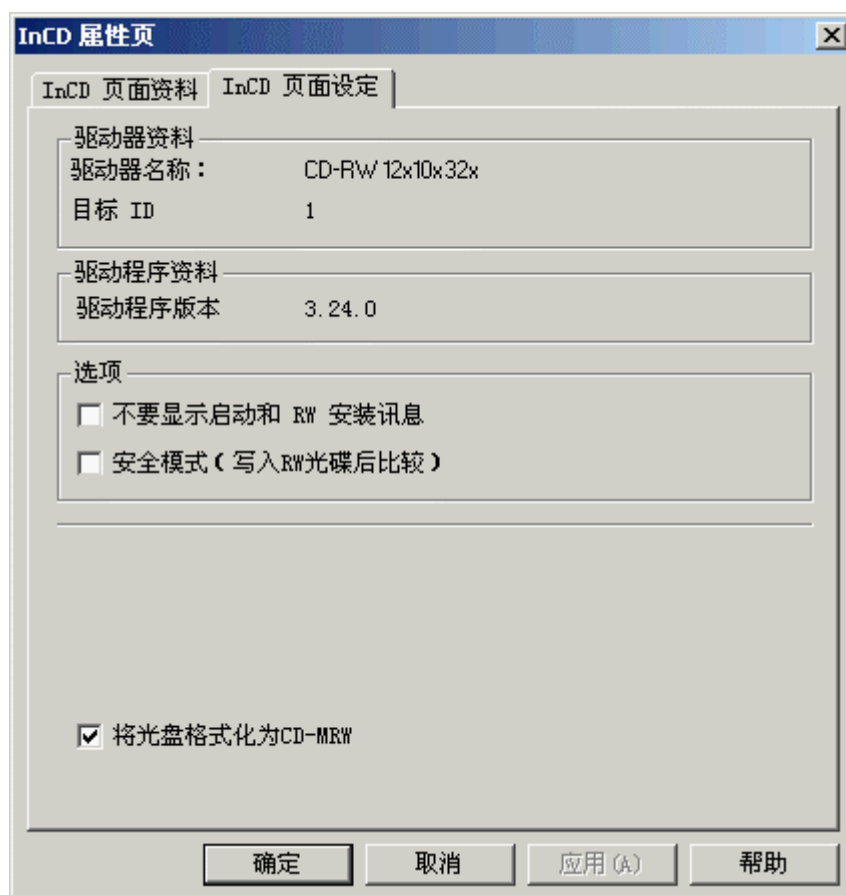 InCD 属性页
InCD 页面资料 InCD 页面设定
驱动器资料
驱动器名称： CD-RW 12x10x32x
目标 ID 1
驱动程序资料
驱动程序版本 3.24.0
选项
不要显示启动和 RW 安装讯息
安全模式(写入RW光碟后比较)
将光盘格式化为CD-MRW
确定 取消 应用(A) 帮助